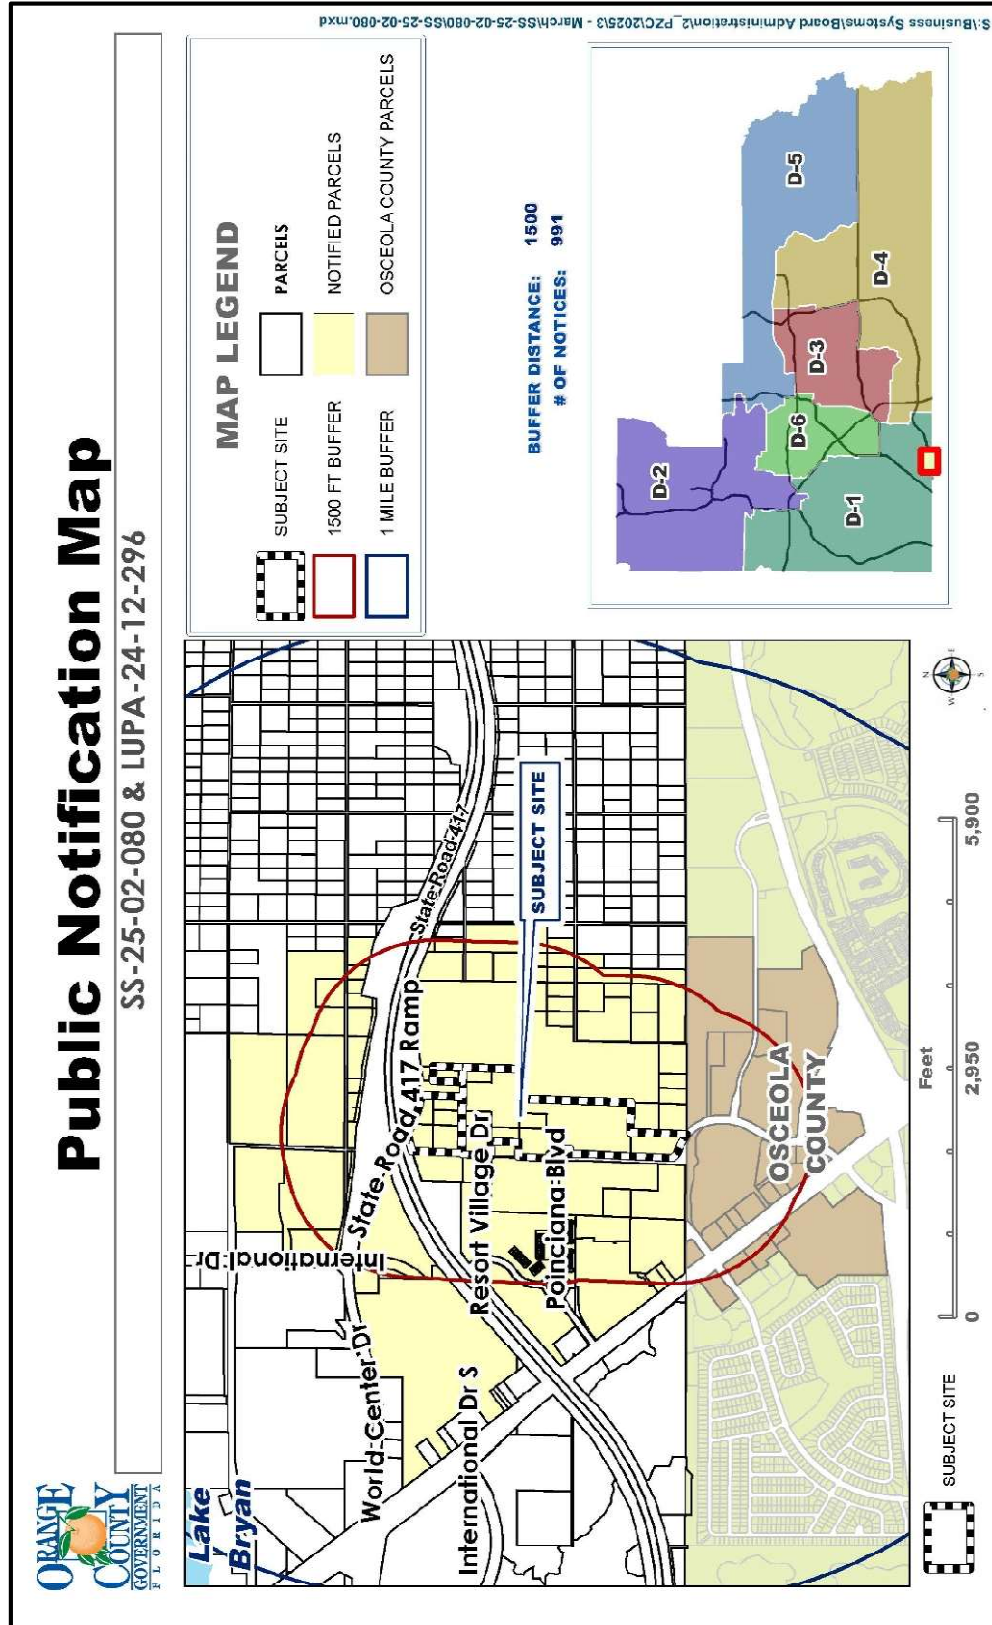 ORANGE
COUNTY
GOVERNMENT
FLORIDA
Public Notification Map
SS-25-02-080 & LUPA-24-12-296
Lake
Bryan
International Dr
World Center Dr
State Road 417 Ramp
State Road 417
International Dr S
Resort Village Dr
Poinciana Blvd
SUBJECT SITE
OSCEOLA
COUNTY
MAP LEGEND
SUBJECT SITE
PARCELS
1500 FT BUFFER
NOTIFIED PARCELS
1 MILE BUFFER
OSCEOLA COUNTY PARCELS
BUFFER DISTANCE: 1500
# OF NOTICES: 991
D-2
D-5
D-6
D-3
D-1
D-4
SUBJECT SITE
Feet
0 2,950 5,900
N
W E
S
S:\Business Systems\Board Administration\2_PZC\2025\3 - March\SS-25-02-080\SS-25-02-080.mxd